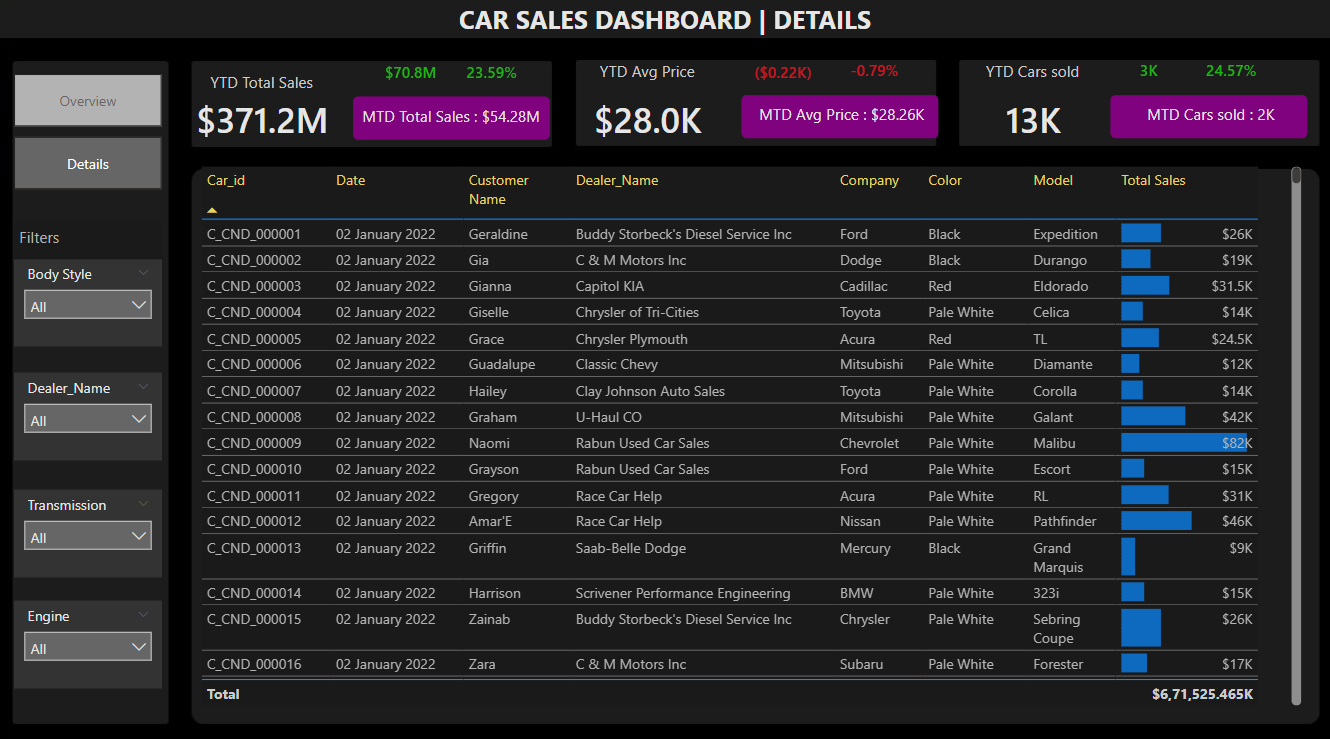 CAR SALES DASHBOARD | DETAILS
Overview
Details
Filters
Body Style
All
Dealer_Name
All
Transmission
All
Engine
All
YTD Total Sales
$70.8M 23.59%
$371.2M
MTD Total Sales : $54.28M
YTD Avg Price
($0.22K) -0.79%
$28.0K
MTD Avg Price : $28.26K
YTD Cars sold
3K 24.57%
13K
MTD Cars sold : 2K
Car_id Date Customer Name Dealer_Name Company Color Model Total Sales
C_CND_000001 02 January 2022 Geraldine Buddy Storbeck's Diesel Service Inc Ford Black Expedition $26K
C_CND_000002 02 January 2022 Gia C & M Motors Inc Dodge Black Durango $19K
C_CND_000003 02 January 2022 Gianna Capitol KIA Cadillac Red Eldorado $31.5K
C_CND_000004 02 January 2022 Giselle Chrysler of Tri-Cities Toyota Pale White Celica $14K
C_CND_000005 02 January 2022 Grace Chrysler Plymouth Acura Red TL $24.5K
C_CND_000006 02 January 2022 Guadalupe Classic Chevy Mitsubishi Pale White Diamante $12K
C_CND_000007 02 January 2022 Hailey Clay Johnson Auto Sales Toyota Pale White Corolla $14K
C_CND_000008 02 January 2022 Graham U-Haul CO Mitsubishi Pale White Galant $42K
C_CND_000009 02 January 2022 Naomi Rabun Used Car Sales Chevrolet Pale White Malibu $82K
C_CND_000010 02 January 2022 Grayson Rabun Used Car Sales Ford Pale White Escort $15K
C_CND_000011 02 January 2022 Gregory Race Car Help Acura Pale White RL $31K
C_CND_000012 02 January 2022 Amar'E Race Car Help Nissan Pale White Pathfinder $46K
C_CND_000013 02 January 2022 Griffin Saab-Belle Dodge Mercury Black Grand Marquis $9K
C_CND_000014 02 January 2022 Harrison Scrivener Performance Engineering BMW Pale White 323i $15K
C_CND_000015 02 January 2022 Zainab Buddy Storbeck's Diesel Service Inc Chrysler Pale White Sebring Coupe $26K
C_CND_000016 02 January 2022 Zara C & M Motors Inc Subaru Pale White Forester $17K
Total $6,71,525.465K